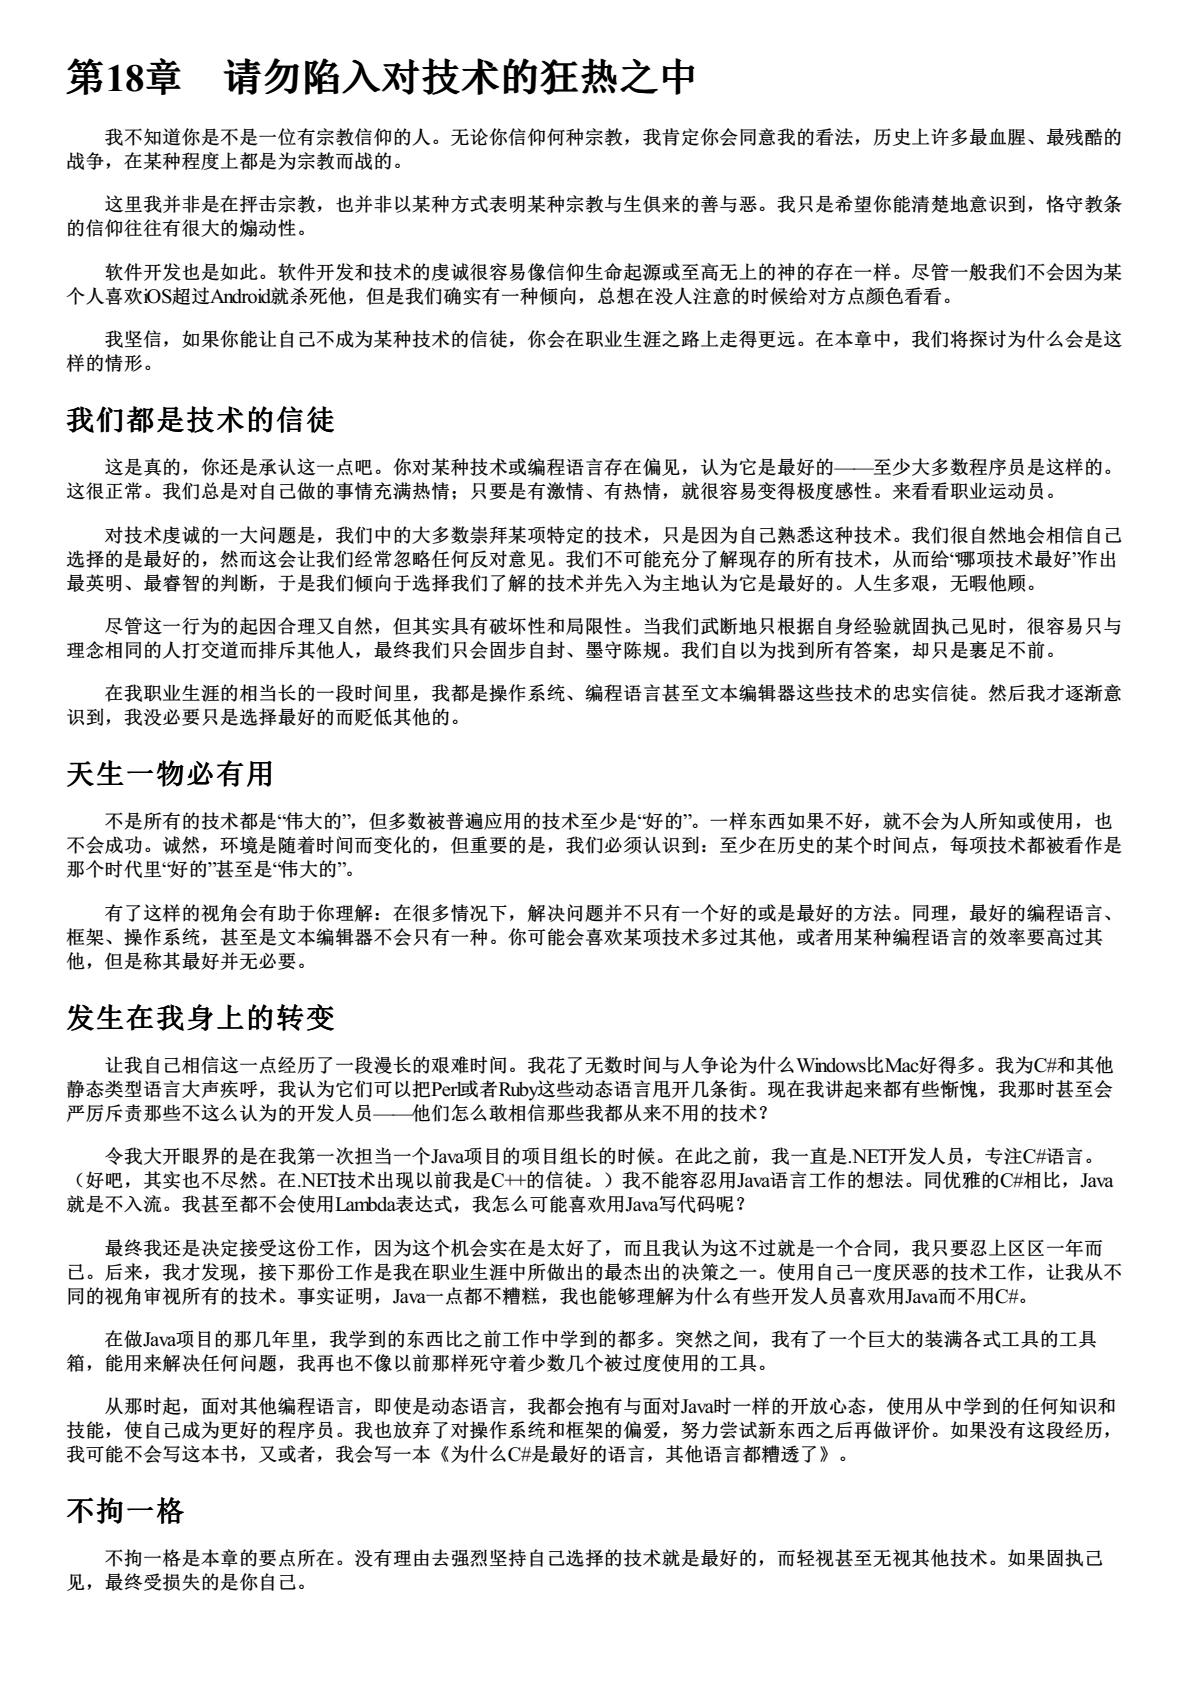 第18章　请勿陷入对技术的狂热之中
我不知道你是不是一位有宗教信仰的人。无论你信仰何种宗教，我肯定你会同意我的看法，历史上许多最血腥、最残酷的
战争，在某种程度上都是为宗教而战的。
这里我并非是在抨击宗教，也并非以某种方式表明某种宗教与生俱来的善与恶。我只是希望你能清楚地意识到，恪守教条
的信仰往往有很大的煽动性。
软件开发也是如此。软件开发和技术的虔诚很容易像信仰生命起源或至高无上的神的存在一样。尽管一般我们不会因为某
个人喜欢iOS超过Android就杀死他，但是我们确实有一种倾向，总想在没人注意的时候给对方点颜色看看。
我坚信，如果你能让自己不成为某种技术的信徒，你会在职业生涯之路上走得更远。在本章中，我们将探讨为什么会是这
样的情形。
我们都是技术的信徒
这是真的，你还是承认这一点吧。你对某种技术或编程语言存在偏见，认为它是最好的——至少大多数程序员是这样的。
这很正常。我们总是对自己做的事情充满热情；只要是有激情、有热情，就很容易变得极度感性。来看看职业运动员。
对技术虔诚的一大问题是，我们中的大多数崇拜某项特定的技术，只是因为自己熟悉这种技术。我们很自然地会相信自己
选择的是最好的，然而这会让我们经常忽略任何反对意见。我们不可能充分了解现存的所有技术，从而给“哪项技术最好”作出
最英明、最睿智的判断，于是我们倾向于选择我们了解的技术并先入为主地认为它是最好的。人生多艰，无暇他顾。
尽管这一行为的起因合理又自然，但其实具有破坏性和局限性。当我们武断地只根据自身经验就固执己见时，很容易只与
理念相同的人打交道而排斥其他人，最终我们只会固步自封、墨守陈规。我们自以为找到所有答案，却只是裹足不前。
在我职业生涯的相当长的一段时间里，我都是操作系统、编程语言甚至文本编辑器这些技术的忠实信徒。然后我才逐渐意
识到，我没必要只是选择最好的而贬低其他的。
天生一物必有用
不是所有的技术都是“伟大的”，但多数被普遍应用的技术至少是“好的”。一样东西如果不好，就不会为人所知或使用，也
不会成功。诚然，环境是随着时间而变化的，但重要的是，我们必须认识到：至少在历史的某个时间点，每项技术都被看作是
那个时代里“好的”甚至是“伟大的”。
有了这样的视角会有助于你理解：在很多情况下，解决问题并不只有一个好的或是最好的方法。同理，最好的编程语言、
框架、操作系统，甚至是文本编辑器不会只有一种。你可能会喜欢某项技术多过其他，或者用某种编程语言的效率要高过其
他，但是称其最好并无必要。
发生在我身上的转变
让我自己相信这一点经历了一段漫长的艰难时间。我花了无数时间与人争论为什么Windows比Mac好得多。我为C#和其他
静态类型语言大声疾呼，我认为它们可以把Perl或者Ruby这些动态语言甩开几条街。现在我讲起来都有些惭愧，我那时甚至会
严厉斥责那些不这么认为的开发人员——他们怎么敢相信那些我都从来不用的技术？
令我大开眼界的是在我第一次担当一个Java项目的项目组长的时候。在此之前，我一直是.NET开发人员，专注C#语言。
（好吧，其实也不尽然。在.NET技术出现以前我是C++的信徒。）我不能容忍用Java语言工作的想法。同优雅的C#相比，Java
就是不入流。我甚至都不会使用Lambda表达式，我怎么可能喜欢用Java写代码呢？
最终我还是决定接受这份工作，因为这个机会实在是太好了，而且我认为这不过就是一个合同，我只要忍上区区一年而
已。后来，我才发现，接下那份工作是我在职业生涯中所做出的最杰出的决策之一。使用自己一度厌恶的技术工作，让我从不
同的视角审视所有的技术。事实证明，Java一点都不糟糕，我也能够理解为什么有些开发人员喜欢用Java而不用C#。
在做Java项目的那几年里，我学到的东西比之前工作中学到的都多。突然之间，我有了一个巨大的装满各式工具的工具
箱，能用来解决任何问题，我再也不像以前那样死守着少数几个被过度使用的工具。
从那时起，面对其他编程语言，即使是动态语言，我都会抱有与面对Java时一样的开放心态，使用从中学到的任何知识和
技能，使自己成为更好的程序员。我也放弃了对操作系统和框架的偏爱，努力尝试新东西之后再做评价。如果没有这段经历，
我可能不会写这本书，又或者，我会写一本《为什么C#是最好的语言，其他语言都糟透了》。
不拘一格
不拘一格是本章的要点所在。没有理由去强烈坚持自己选择的技术就是最好的，而轻视甚至无视其他技术。如果固执己
见，最终受损失的是你自己。